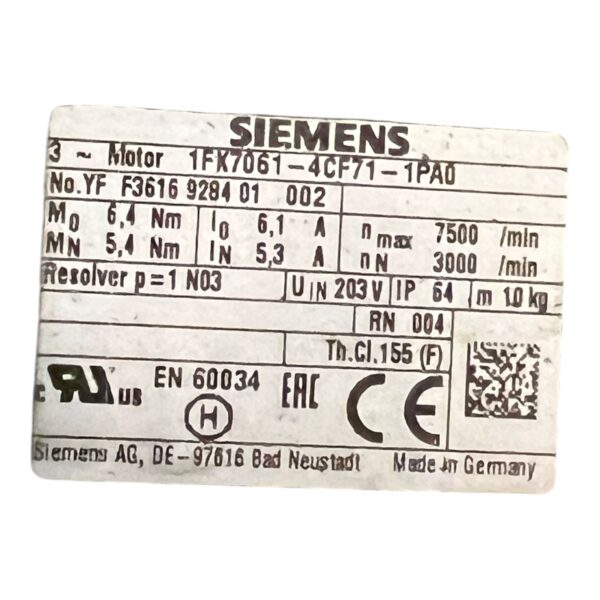 SIEMENS
3 ~ Motor 1FK7061-4CF71-1PA0
No.YF F3616 9284 01 002
M0 6,4 Nm I0 6,1 A n max 7500 /min
MN 5,4 Nm IN 5,3 A n N 3000 /min
Resolver p=1 N03 UIN 203 V IP 64 m 10 kg
RN 004
Th.Cl.155 (F)
c RU us EN 60034 H EAC CE
Siemens AG, DE-97616 Bad Neustadt Made in Germany